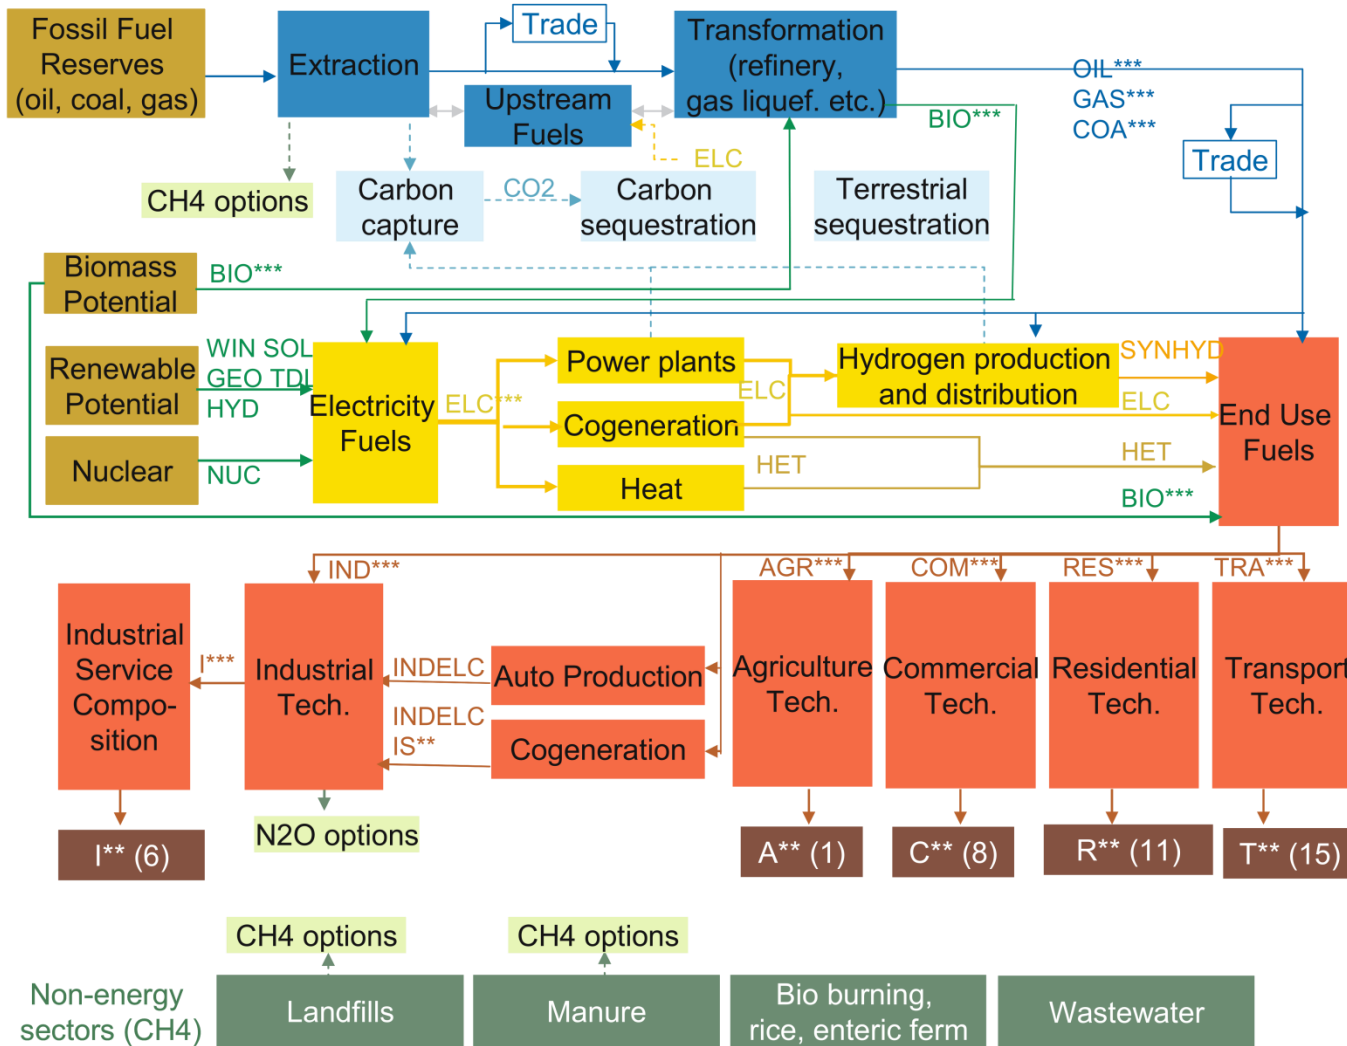 Fossil Fuel
Reserves
(oil, coal, gas)
Extraction
Trade
Transformation
(refinery,
gas liquef. etc.)
Upstream
Fuels
OIL***
GAS***
COA***
BIO***
ELC
Trade
CH4 options
Carbon
capture
CO2
Carbon
sequestration
Terrestrial
sequestration
Biomass
Potential
BIO***
Renewable
Potential
WIN SOL
GEO TDL
HYD
Nuclear
NUC
Electricity
Fuels
ELC***
Power plants
Cogeneration
Heat
ELC
HET
Hydrogen production
and distribution
SYNHYD
ELC
HET
BIO***
End Use
Fuels
IND***
AGR***
COM***
RES***
TRA***
Industrial
Service
Compo-
sition
I***
Industrial
Tech.
INDELC
Auto Production
INDELC
IS**
Cogeneration
Agriculture
Tech.
Commercial
Tech.
Residential
Tech.
Transport
Tech.
N2O options
I** (6)
A** (1)
C** (8)
R** (11)
T** (15)
CH4 options
CH4 options
Non-energy
sectors (CH4)
Landfills
Manure
Bio burning,
rice, enteric ferm
Wastewater